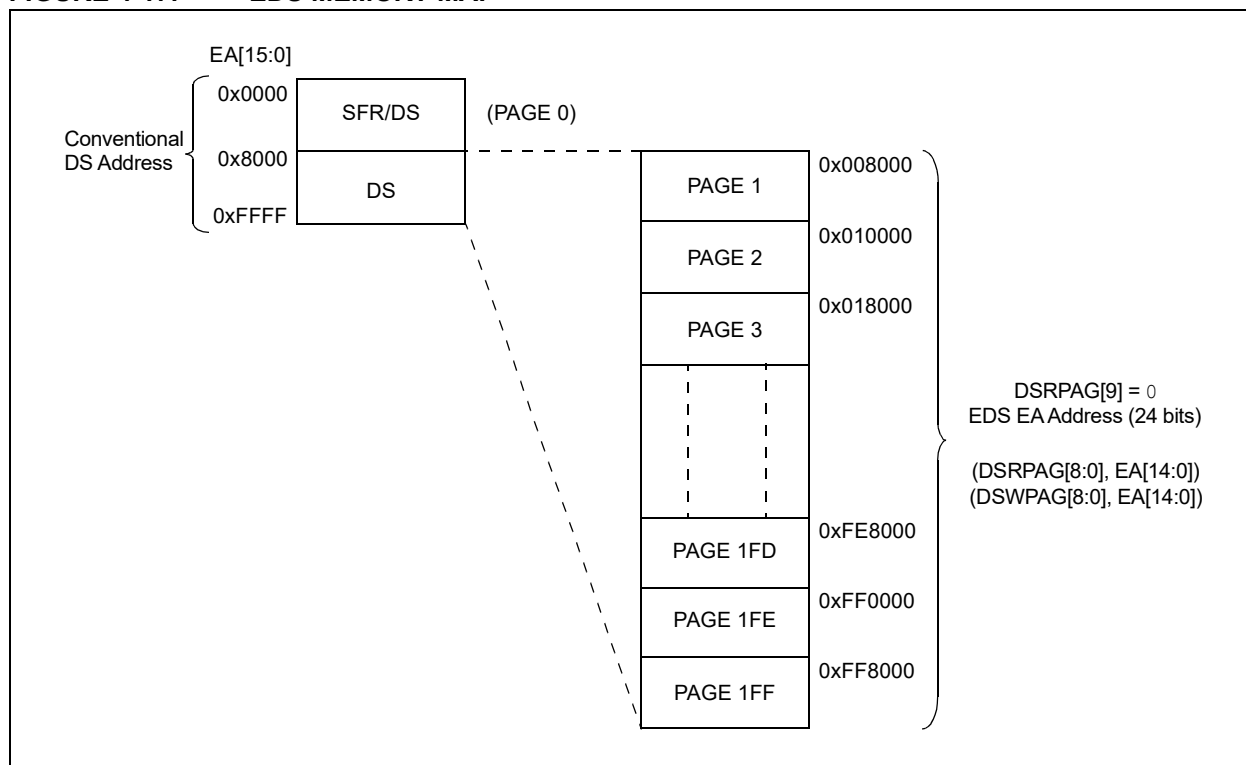 EA[15:0]
0x0000
SFR/DS
(PAGE 0)
Conventional
DS Address
0x8000
DS
0xFFFF
PAGE 1
0x008000
PAGE 2
0x010000
PAGE 3
0x018000
DSRPAG[9] = 0
EDS EA Address (24 bits)
(DSRPAG[8:0], EA[14:0])
(DSWPAG[8:0], EA[14:0])
PAGE 1FD
0xFE8000
PAGE 1FE
0xFF0000
PAGE 1FF
0xFF8000